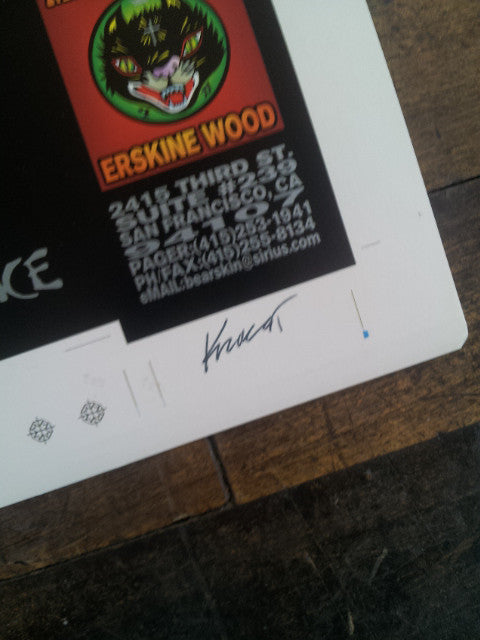 ERSKINE WOOD
2415 THIRD ST.
SUITE #239
SAN FRANCISCO, CA
94107
PAGER:(415)253-1941
PH/FAX:(415)255-8134
eMAIL:bearskin@sirius.com